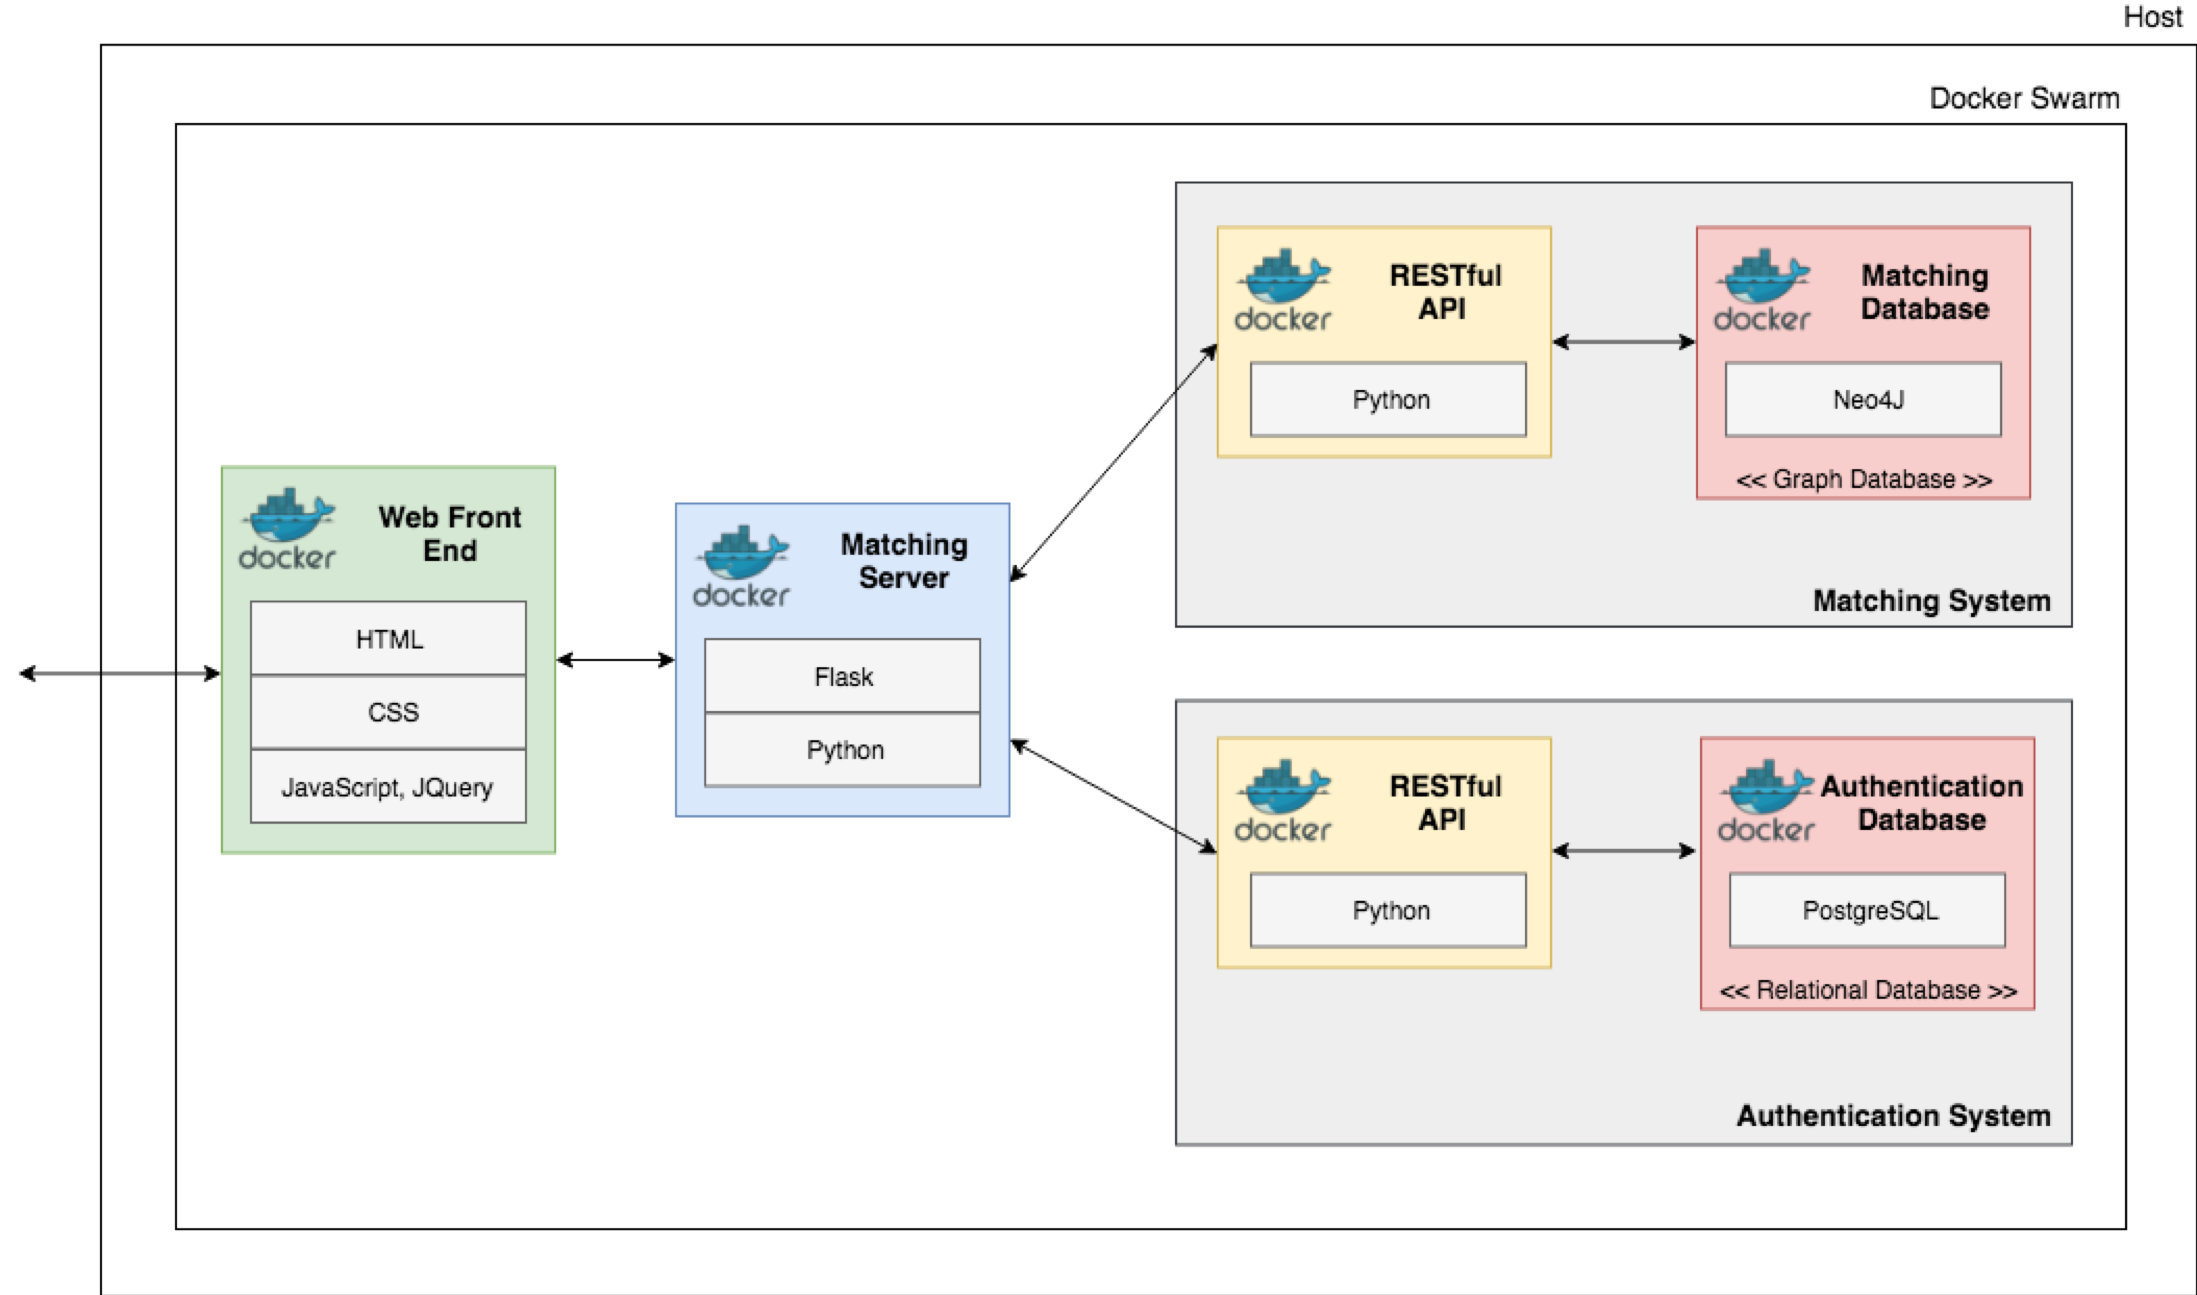 Host
Docker Swarm
docker
RESTful
API
Python
docker
Matching
Database
Neo4J
<< Graph Database >>
Matching System
docker
Web Front
End
HTML
CSS
JavaScript, JQuery
docker
Matching
Server
Flask
Python
docker
RESTful
API
Python
docker
Authentication
Database
PostgreSQL
<< Relational Database >>
Authentication System